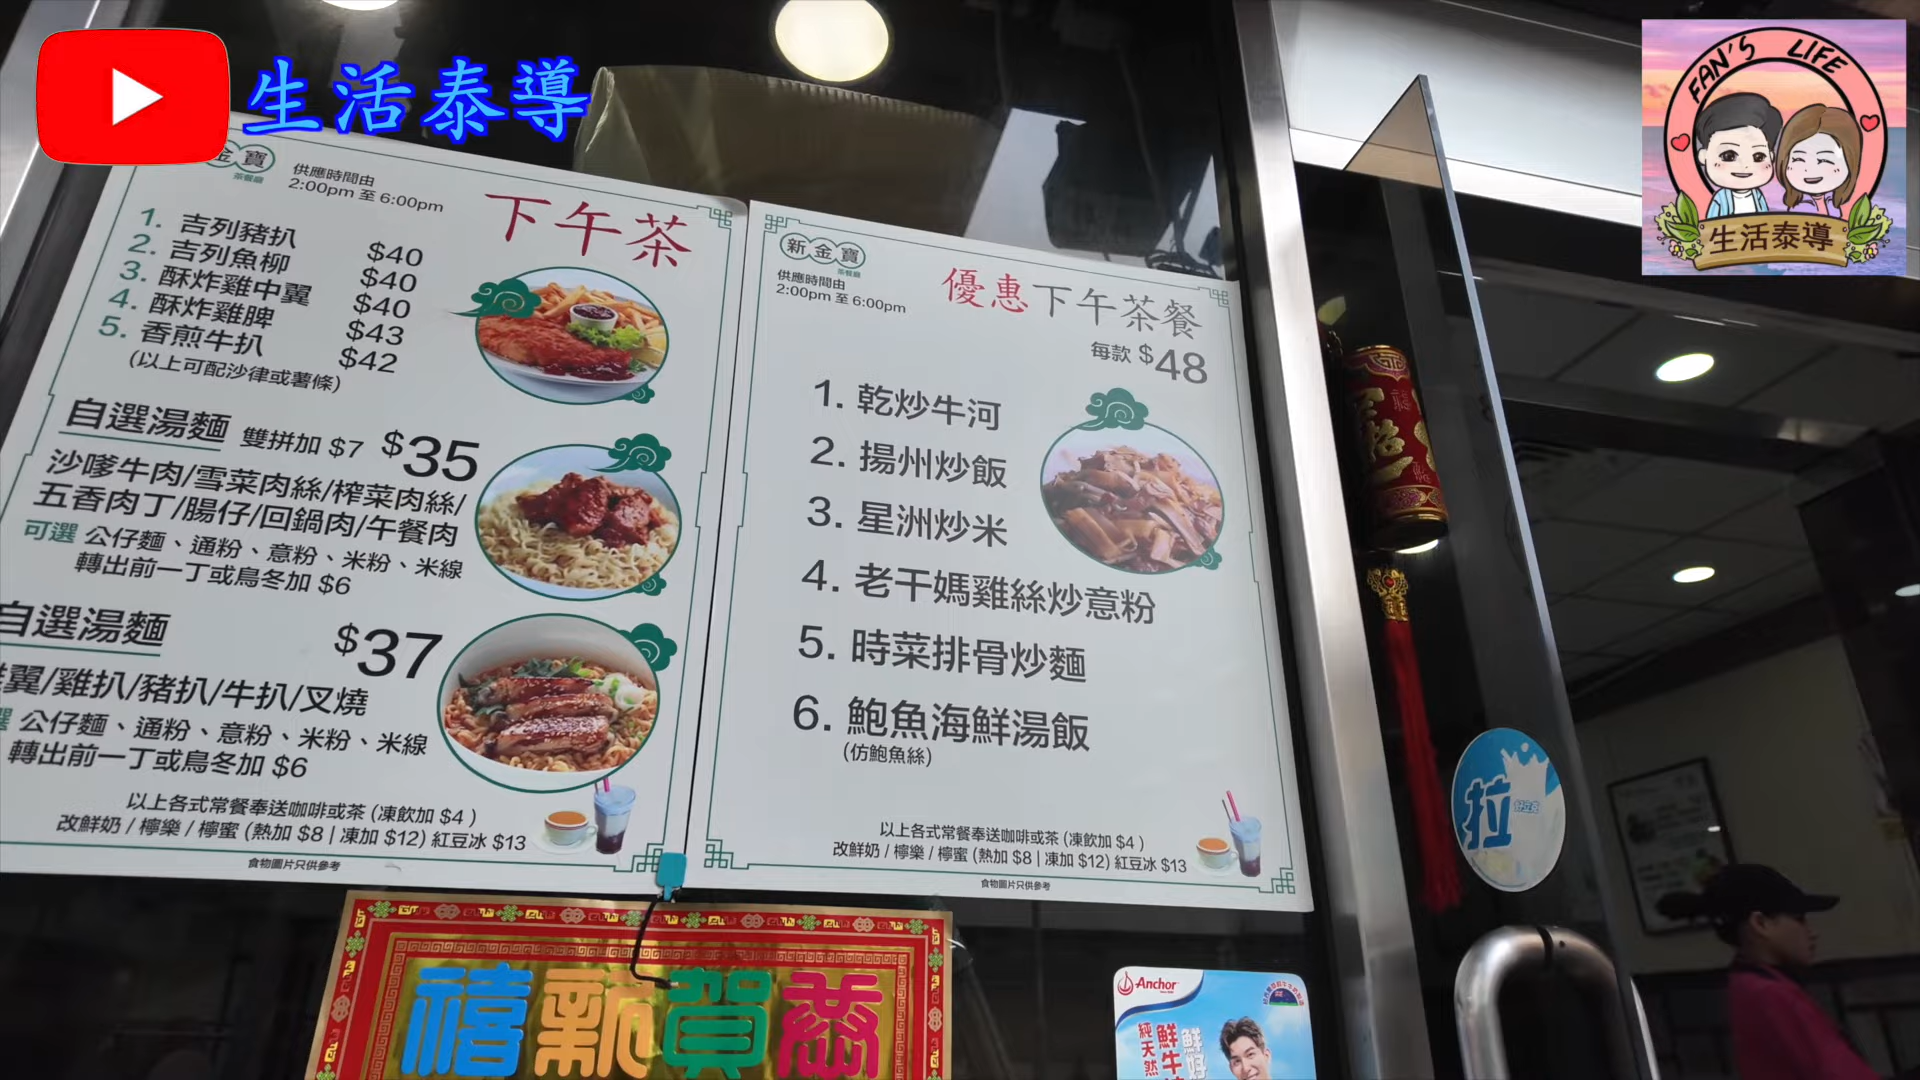 生活泰導
FAN'S LIFE
生活泰導
金寶
茶餐廳
供應時間由
2:00pm 至 6:00pm
下午茶
1. 吉列豬扒 $40
2. 吉列魚柳 $40
3. 酥炸雞中翼 $40
4. 酥炸雞脾 $43
5. 香煎牛扒 $42
(以上可配沙律或薯條)
自選湯麵 雙拼加 $7 $35
沙嗲牛肉/雪菜肉絲/榨菜肉絲/
五香肉丁/腸仔/回鍋肉/午餐肉
可選 公仔麵、通粉、意粉、米粉、米線
轉出前一丁或烏冬加 $6
自選湯麵 $37
翼/雞扒/豬扒/牛扒/叉燒
選 公仔麵、通粉、意粉、米粉、米線
轉出前一丁或烏冬加 $6
以上各式常餐奉送咖啡或茶 (凍飲加 $4 )
改鮮奶 / 檸樂 / 檸蜜 (熱加 $8 | 凍加 $12) 紅豆冰 $13
食物圖片只供參考
新金寶
茶餐廳
供應時間由
2:00pm 至 6:00pm
優惠下午茶餐
每款 $48
1. 乾炒牛河
2. 揚州炒飯
3. 星洲炒米
4. 老干媽雞絲炒意粉
5. 時菜排骨炒麵
6. 鮑魚海鮮湯飯
(仿鮑魚絲)
以上各式常餐奉送咖啡或茶 (凍飲加 $4 )
改鮮奶 / 檸樂 / 檸蜜 (熱加 $8 | 凍加 $12) 紅豆冰 $13
食物圖片只供參考
拉
禧新賀恭
Anchor
純天然
鮮牛
鮮好